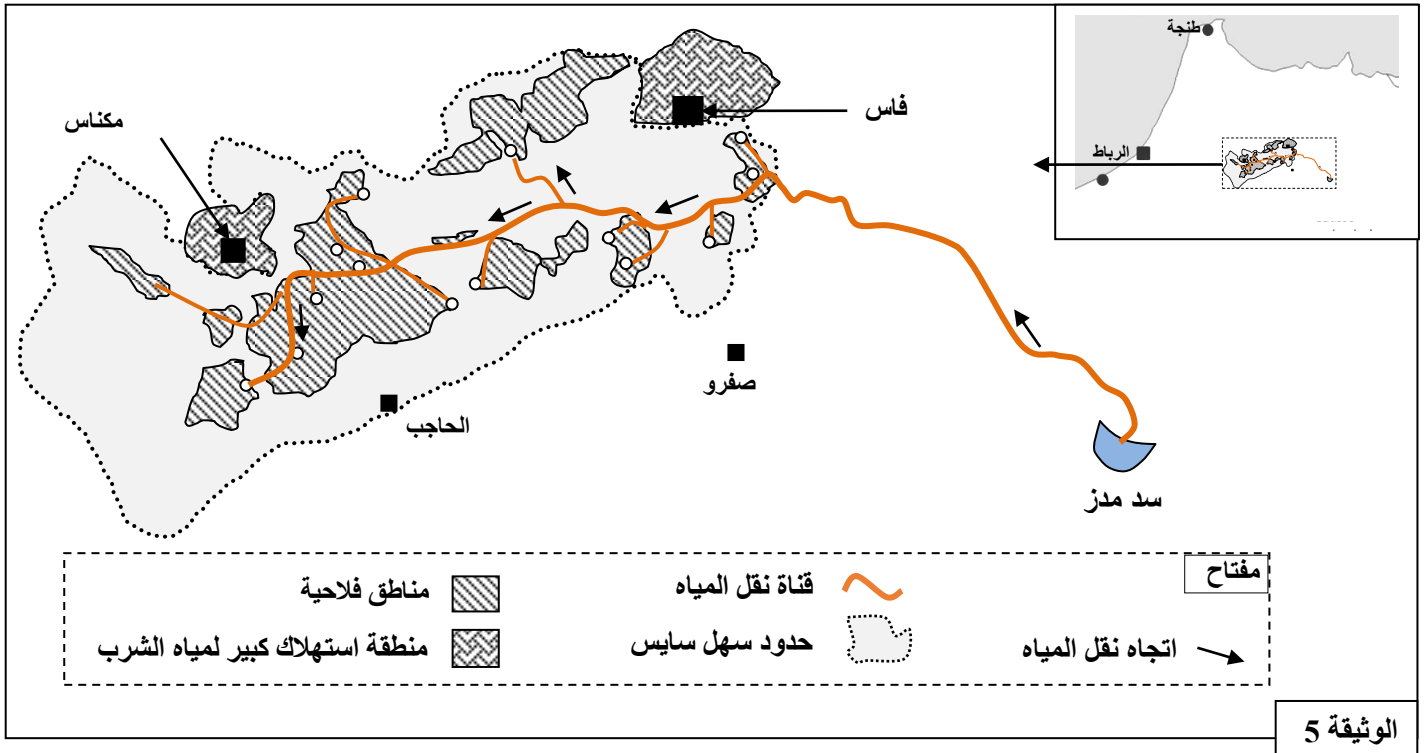 طنجة
الرباط
فاس
مكناس
صفرو
الحاجب
سد مدز
مفتاح
قناة نقل المياه
مناطق فلاحية
اتجاه نقل المياه
حدود سهل سايس
منطقة استهلاك كبير لمياه الشرب
الوثيقة 5